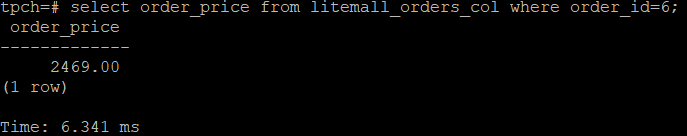 tpch=# select order_price from litemall_orders_col where order_id=6;
 order_price
-------------
     2469.00
(1 row)

Time: 6.341 ms